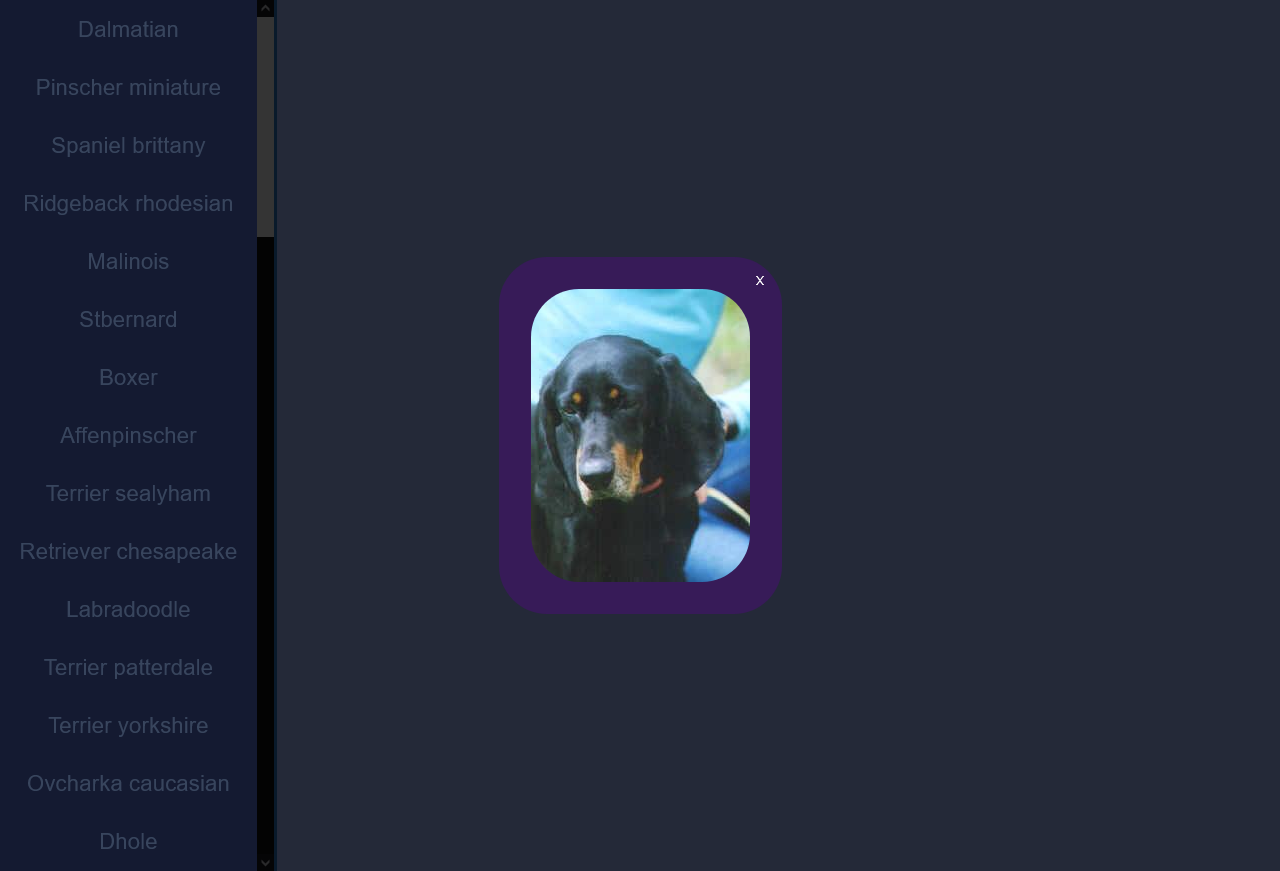 Dalmatian
Pinscher miniature
Spaniel brittany
Ridgeback rhodesian
Malinois
Stbernard
Boxer
Affenpinscher
Terrier sealyham
Retriever chesapeake
Labradoodle
Terrier patterdale
Terrier yorkshire
Ovcharka caucasian
Dhole
X